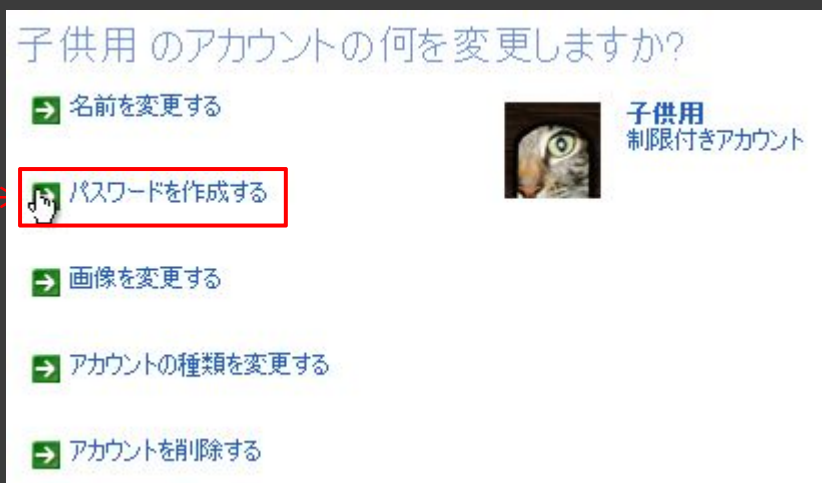 子供用 のアカウントの何を変更しますか?
名前を変更する
子供用
制限付きアカウント
パスワードを作成する
画像を変更する
アカウントの種類を変更する
アカウントを削除する